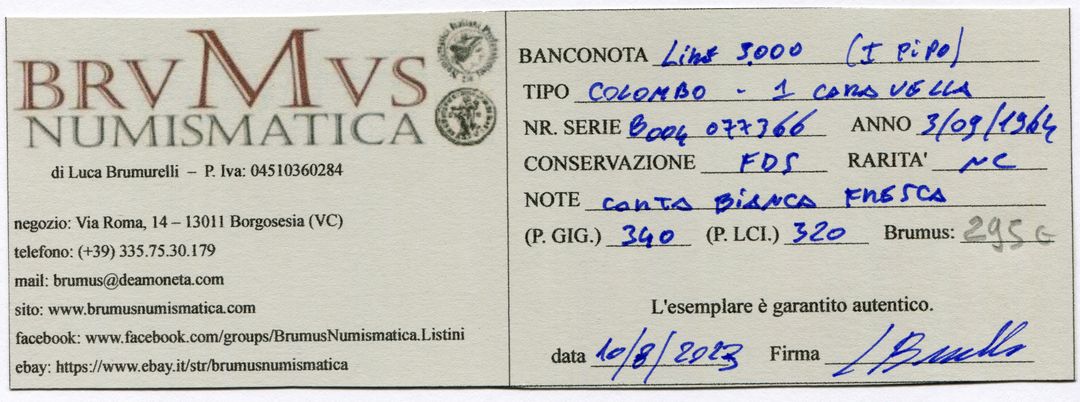 BRVMVS
NUMISMATICA
di Luca Brumurelli – P. Iva: 04510360284
negozio: Via Roma, 14 – 13011 Borgosesia (VC)
telefono: (+39) 335.75.30.179
mail: brumus@deamoneta.com
sito: www.brumusnumismatica.com
facebook: www.facebook.com/groups/BrumusNumismatica.Listini
ebay: https://www.ebay.it/str/brumusnumismatica
BANCONOTA Lire 5.000 (I TIPO)
TIPO COLOMBO - 1 CARAVELLA
NR. SERIE B004 077366 ANNO 3/09/1964
CONSERVAZIONE FDS RARITA' NC
NOTE CARTA BIANCA FRESCA
(P. GIG.) 340 (P. LCI.) 320 Brumus: 295 €
L'esemplare è garantito autentico.
data 10/8/2023 Firma